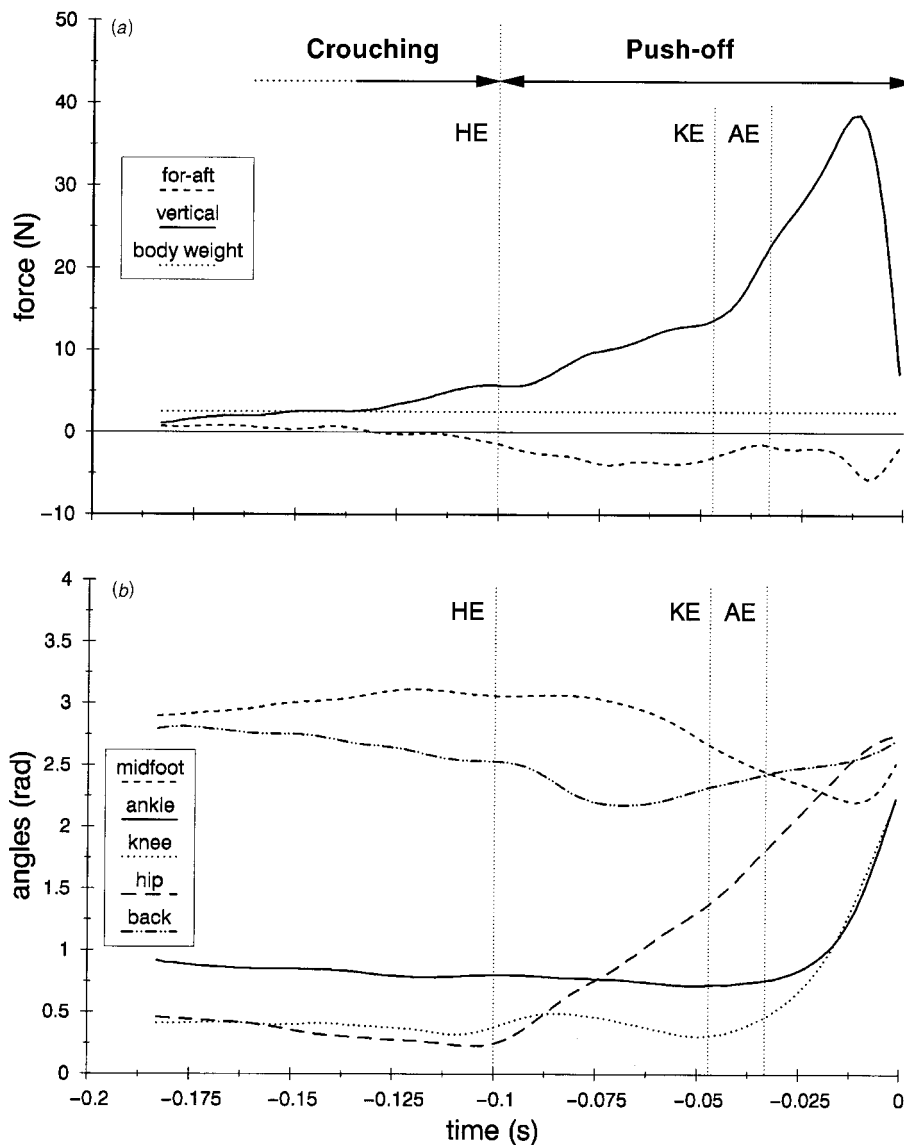 (a)
Crouching
Push-off
HE
KE
AE
for-aft
vertical
body weight
force (N)
50
40
30
20
10
0
−10
(b)
HE
KE
AE
midfoot
ankle
knee
hip
back
angles (rad)
4
3.5
3
2.5
2
1.5
1
0.5
0
−0.2
−0.175
−0.15
−0.125
−0.1
−0.075
−0.05
−0.025
0
time (s)